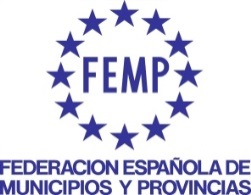 FEMP
FEDERACION ESPAÑOLA DE
MUNICIPIOS Y PROVINCIAS